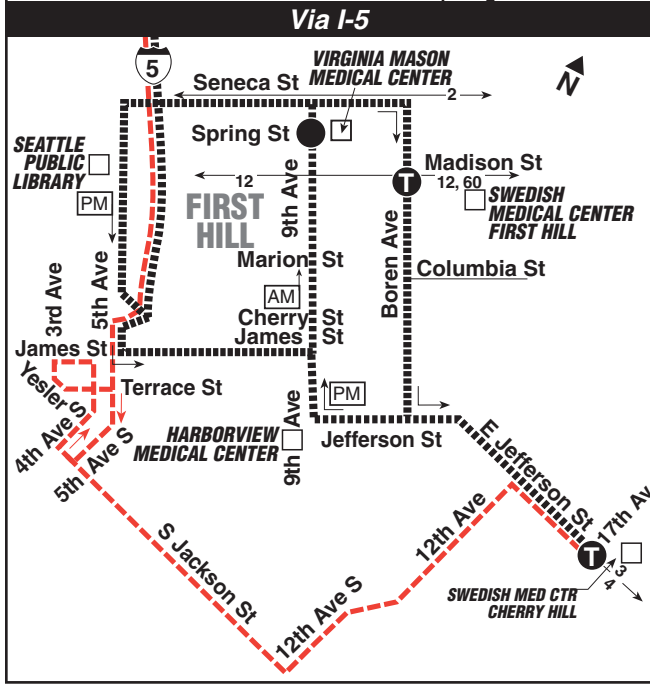 Via I-5
5
VIRGINIA MASON
MEDICAL CENTER
N
Seneca St
2
Spring St
SEATTLE
PUBLIC
LIBRARY
Madison St
T
12
12, 60
PM
FIRST
HILL
9th Ave
SWEDISH
MEDICAL CENTER
FIRST HILL
Boren Ave
Marion St
Columbia St
3rd Ave
5th Ave
AM
Cherry St
James St
James St
Yesler
Terrace St
PM
4th Ave S
5th Ave S
HARBORVIEW
MEDICAL CENTER
9th Ave
Jefferson St
E Jefferson St
12th Ave
17th Av
T
S Jackson St
3
4
SWEDISH MED CTR
CHERRY HILL
12th Ave S